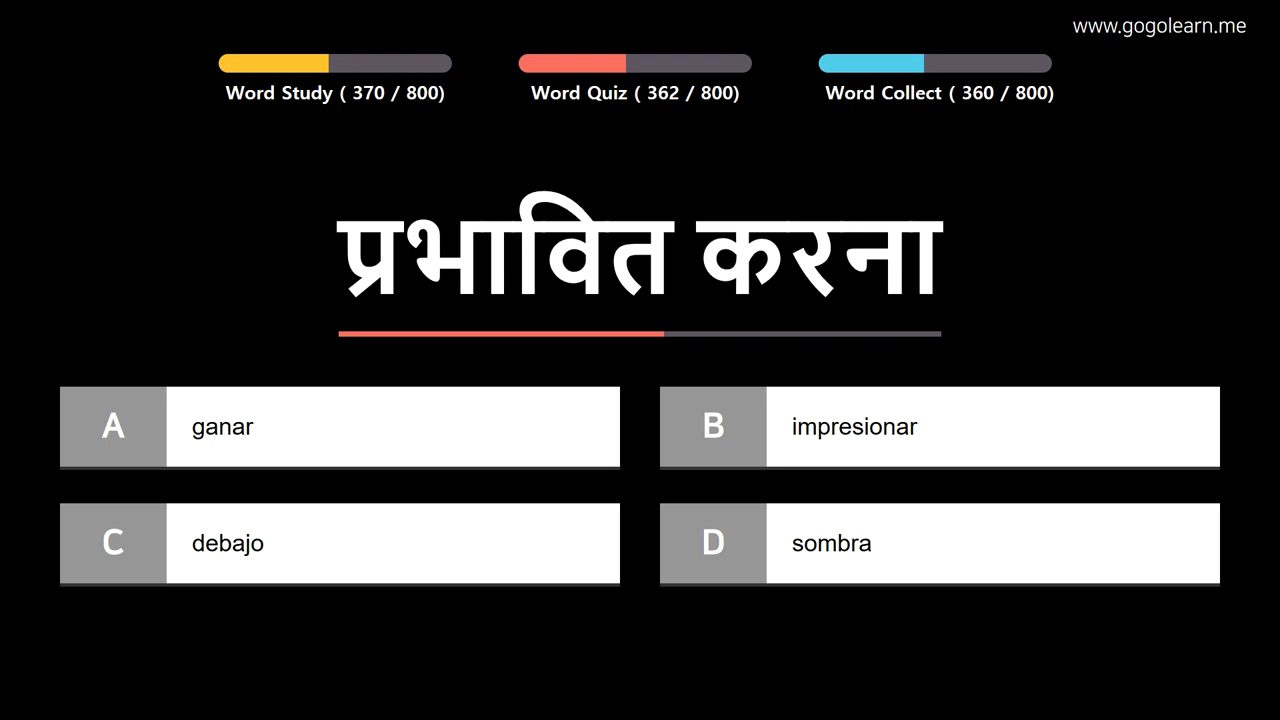 www.gogolearn.me
Word Study ( 370 / 800)
Word Quiz ( 362 / 800)
Word Collect ( 360 / 800)
प्रभावित करना
A ganar
B impresionar
C debajo
D sombra